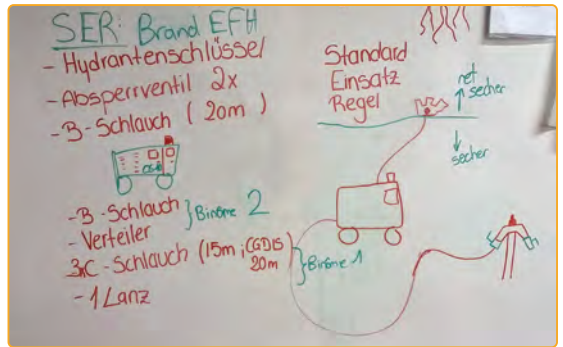 SER: Brand EFH
- Hydrantenschlüssel
- Absperrventil 2x
- B-Schlauch (20m)
- B-Schlauch
- Verteiler
} Binôme 2
3xC-Schlauch (15m; CGDIS 20m)
- 1 Lanz
} Binôme 1
Standard
Einsatz
Regel
net
secher
secher